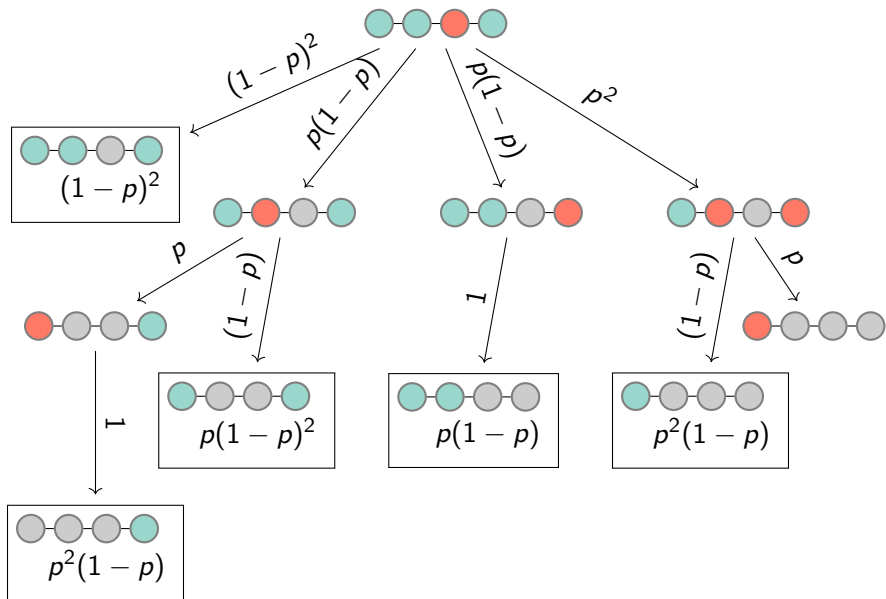 (1 − p)²
p(1 − p)
p(1 − p)
p²
(1 − p)²
p
(1 − p)
1
(1 − p)
p
1
p(1 − p)²
p(1 − p)
p²(1 − p)
p²(1 − p)